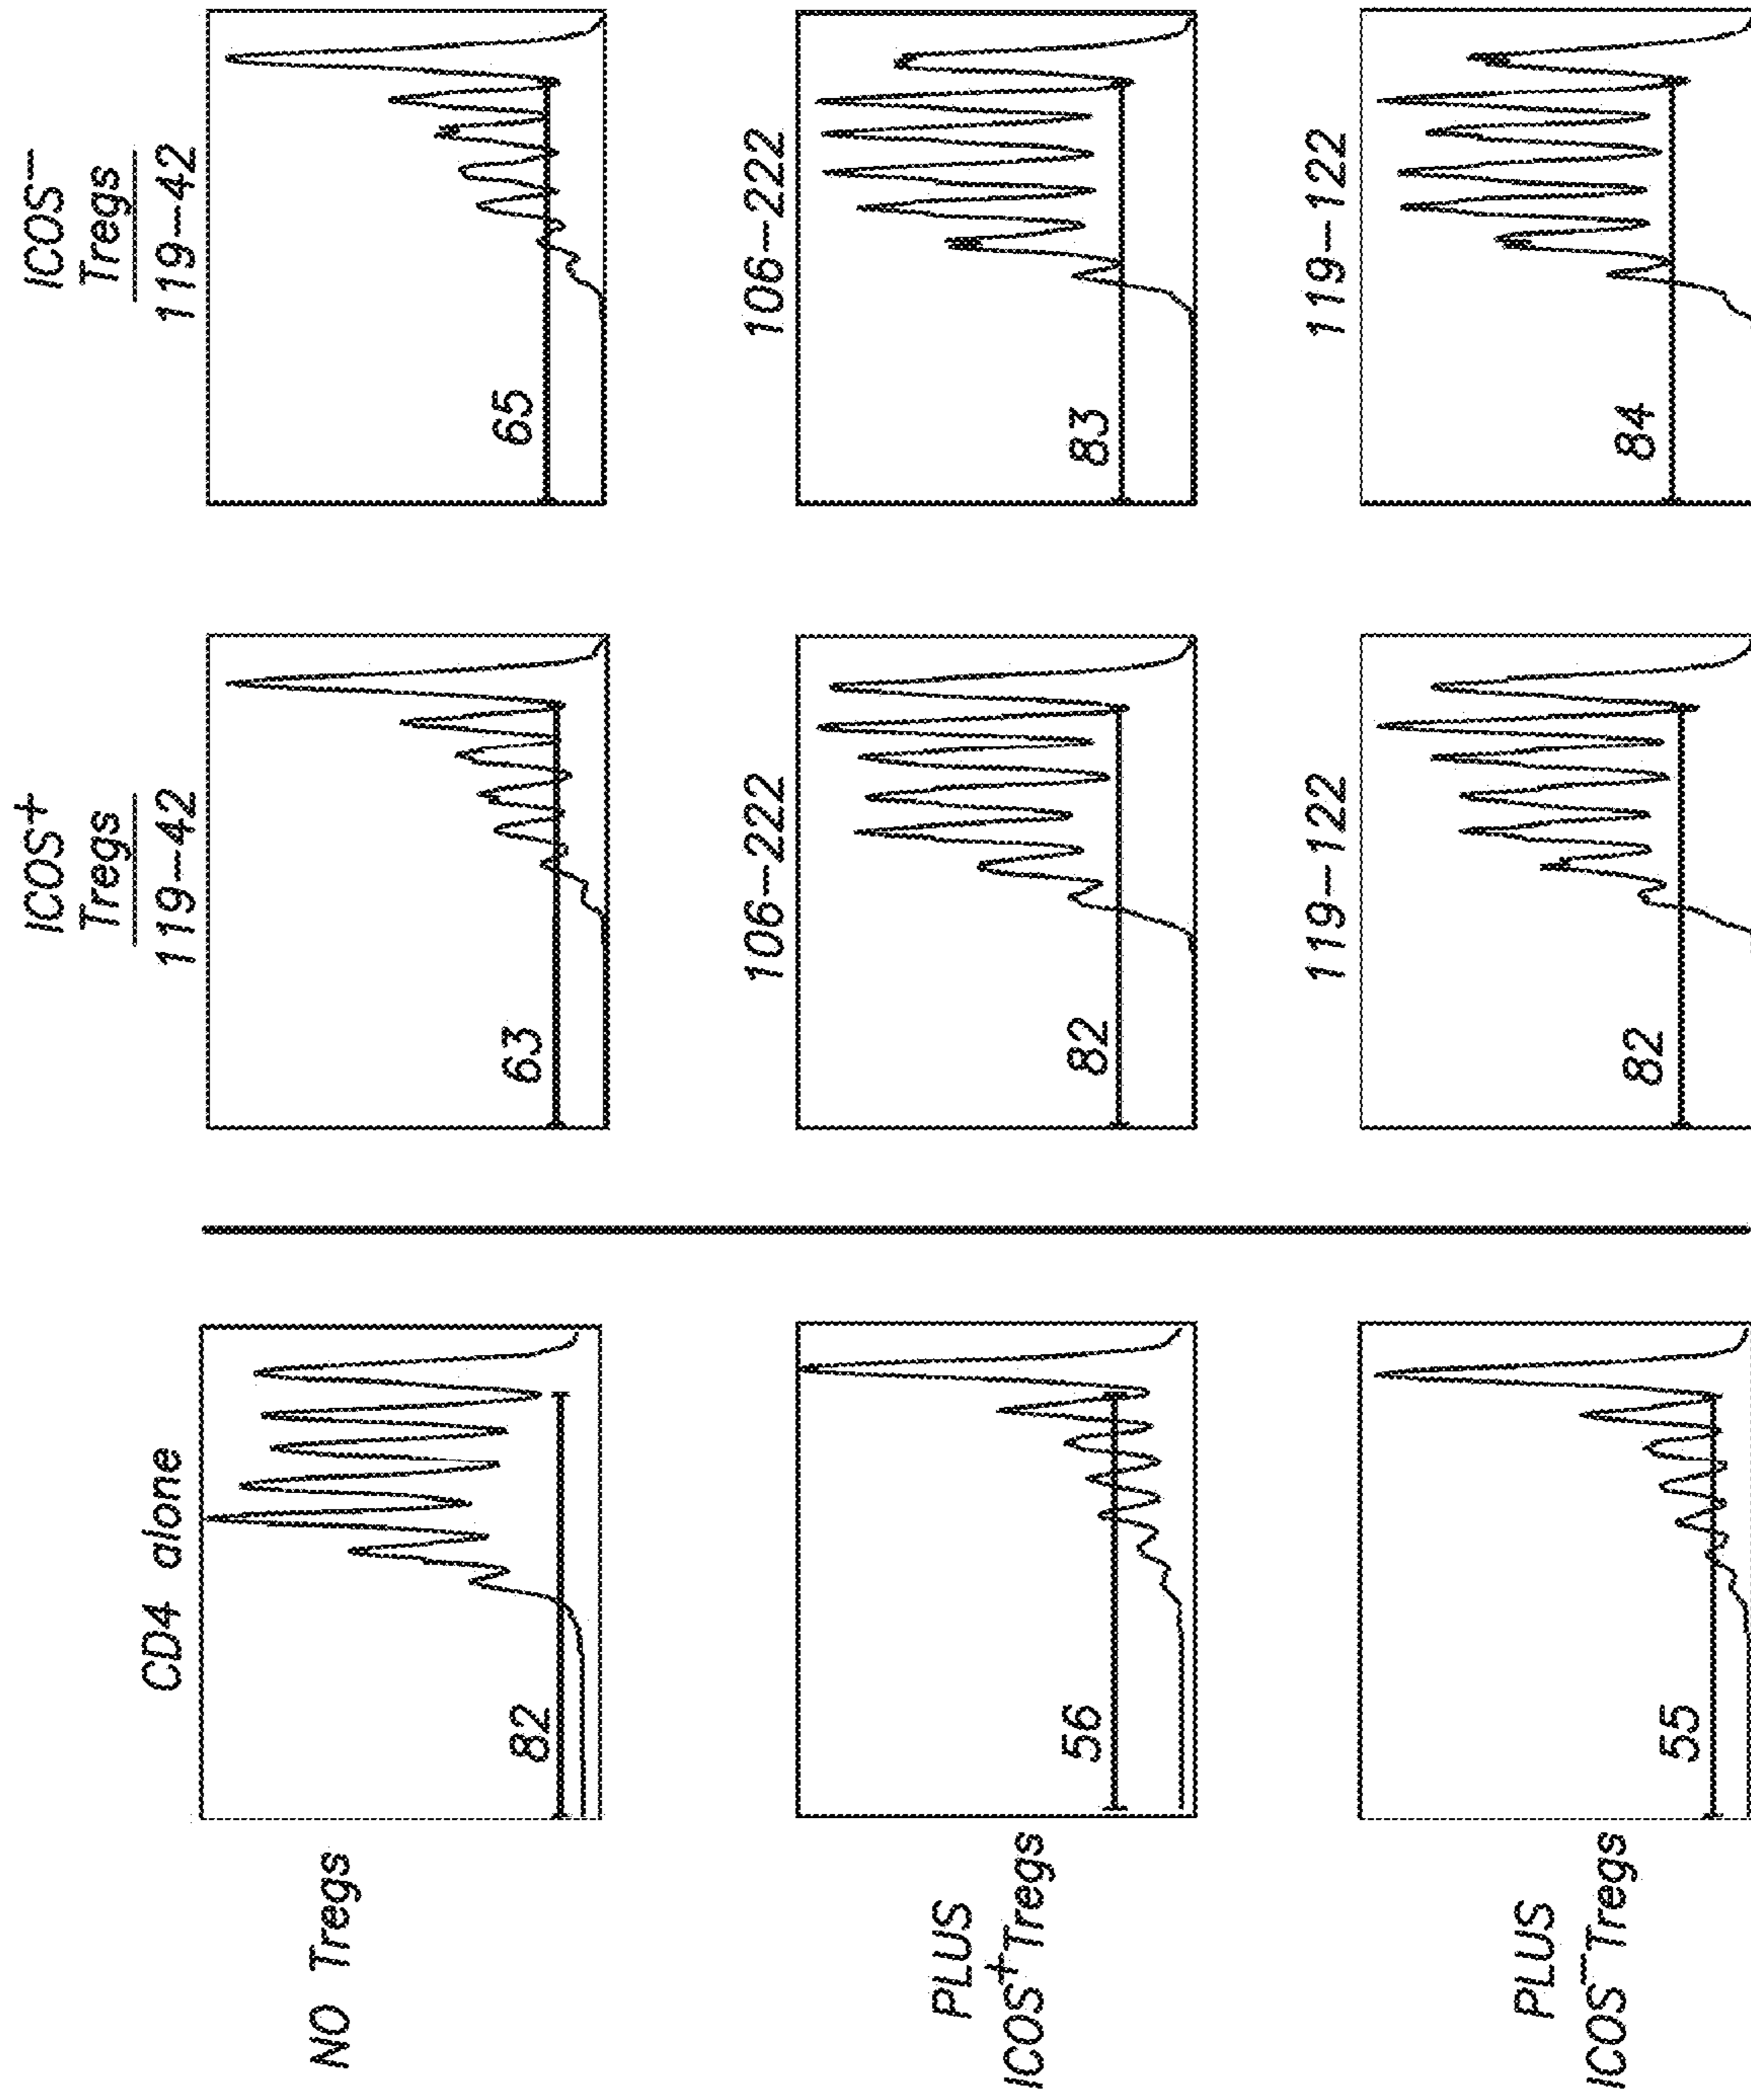 ICOS⁺
Tregs
ICOS⁻
Tregs
CD4 alone
119–42
119–42
NO Tregs
82
63
65
106–222
106–222
PLUS
ICOS⁺Tregs
56
82
83
119–122
119–122
PLUS
ICOS⁻Tregs
55
82
84